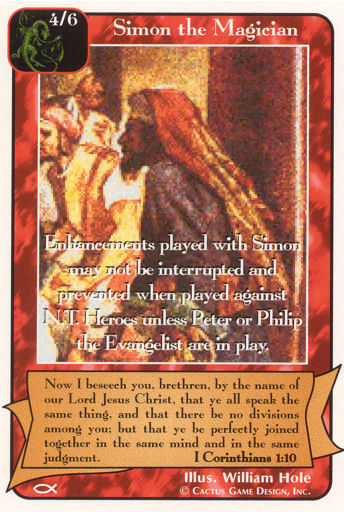 4/6
Simon the Magician
Enhancements played with Simon
may not be interrupted and
prevented when played against
N.T. Heroes unless Peter or Philip
the Evangelist are in play.
Now I beseech you, brethren, by the name
of our Lord Jesus Christ, that ye all speak the
same thing, and that there be no divisions
among you; but that ye be perfectly joined
together in the same mind and in the same
judgment. I Corinthians 1:10
Illus. William Hole
© Cactus Game Design, Inc.